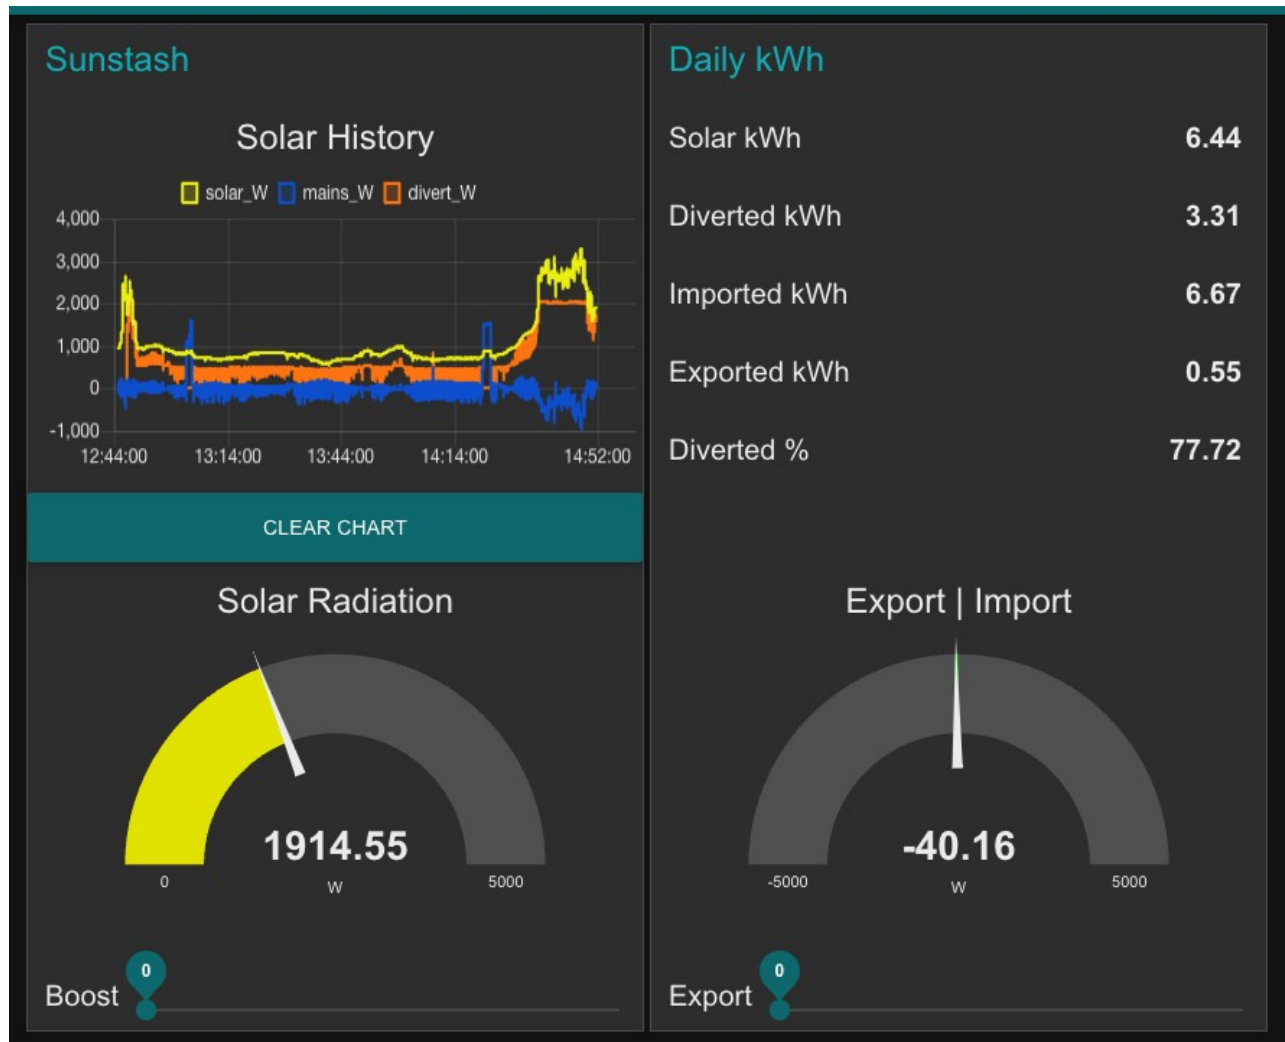 Sunstash
Solar History
solar_W mains_W divert_W
4,000
3,000
2,000
1,000
0
-1,000
12:44:00 13:14:00 13:44:00 14:14:00 14:52:00
CLEAR CHART
Solar Radiation
1914.55
0 W 5000
Boost 0
Daily kWh
Solar kWh 6.44
Diverted kWh 3.31
Imported kWh 6.67
Exported kWh 0.55
Diverted % 77.72
Export | Import
-40.16
-5000 W 5000
Export 0